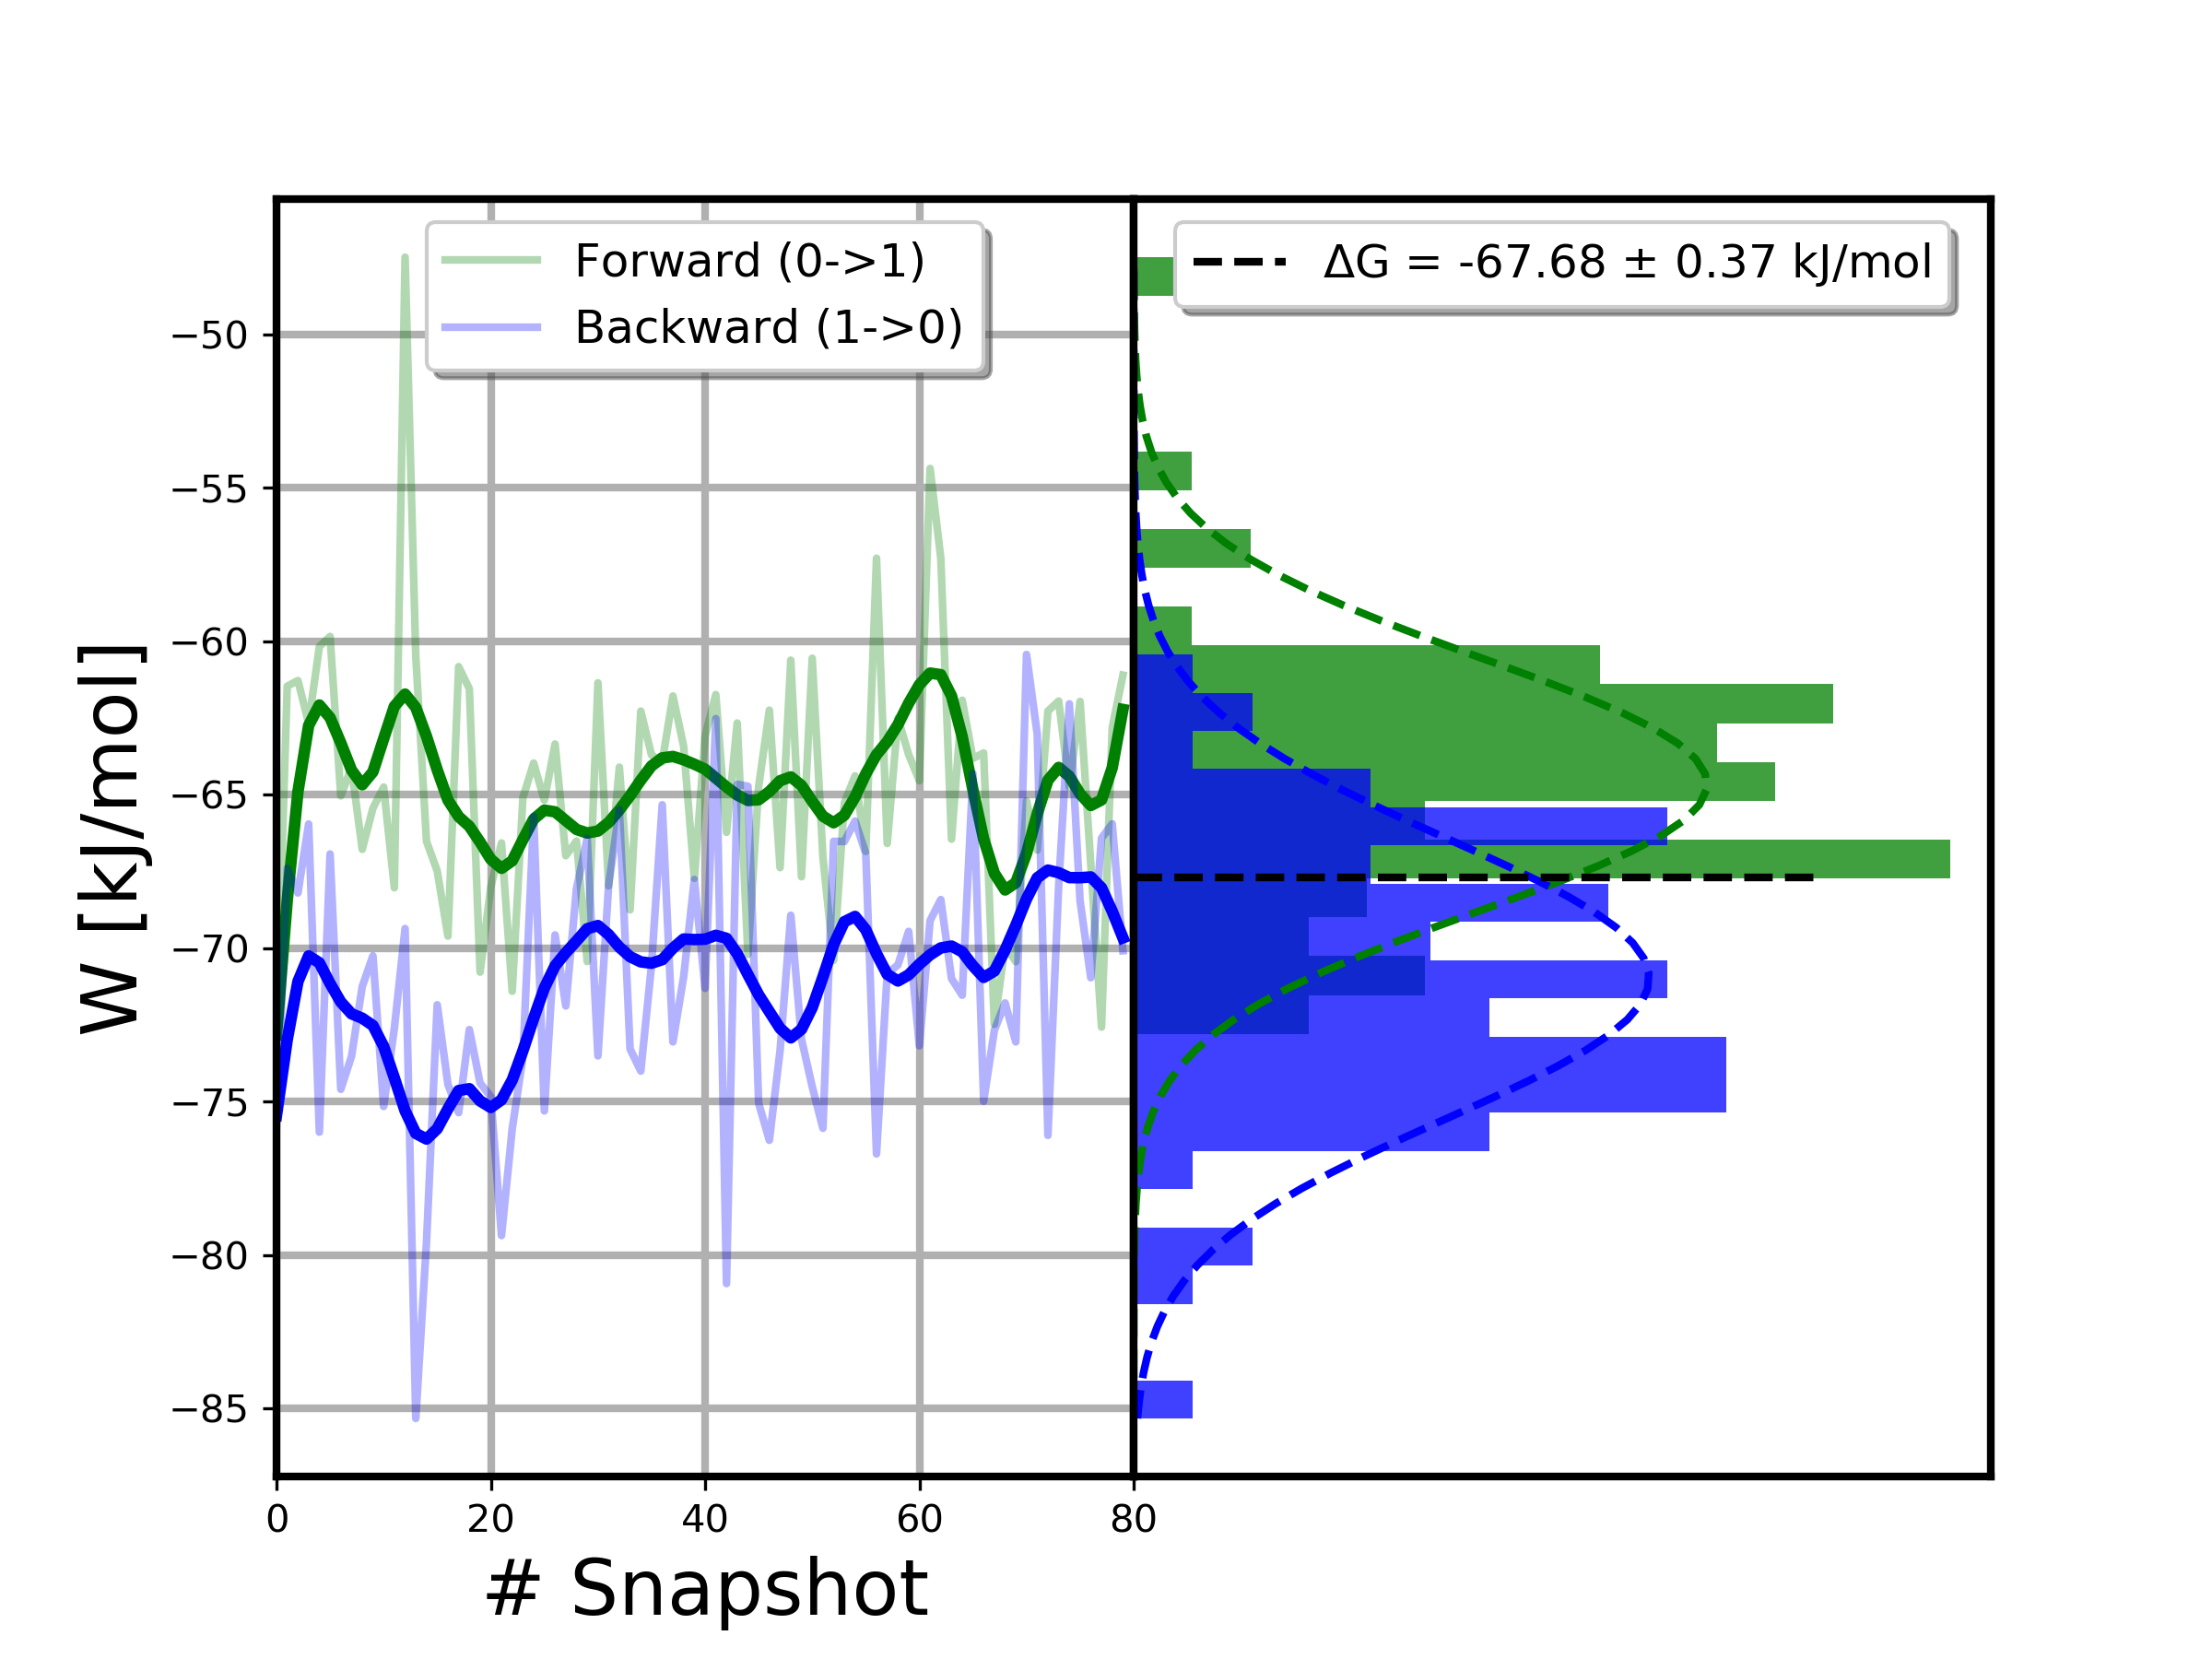 Forward (0->1)
Backward (1->0)
ΔG = -67.68 ± 0.37 kJ/mol
W [kJ/mol]
−50
−55
−60
−65
−70
−75
−80
−85
0 20 40 60 80
# Snapshot